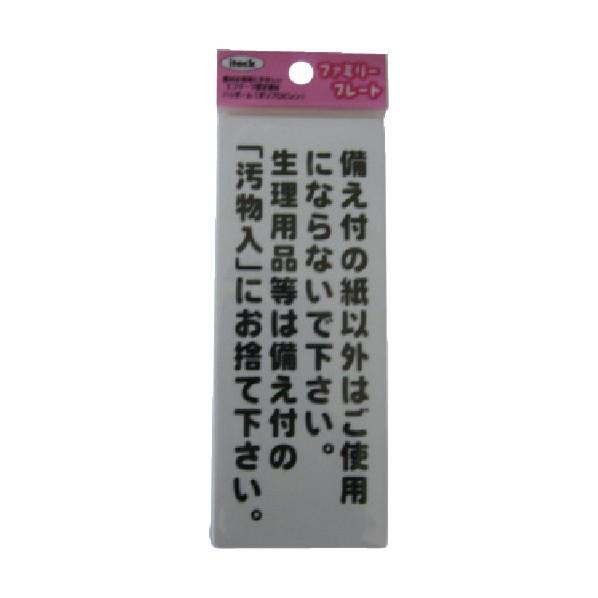 itack
ファミリー
プレート
備え付の紙以外はご使用
にならないで下さい。
生理用品等は備え付の
「汚物入」にお捨て下さい。